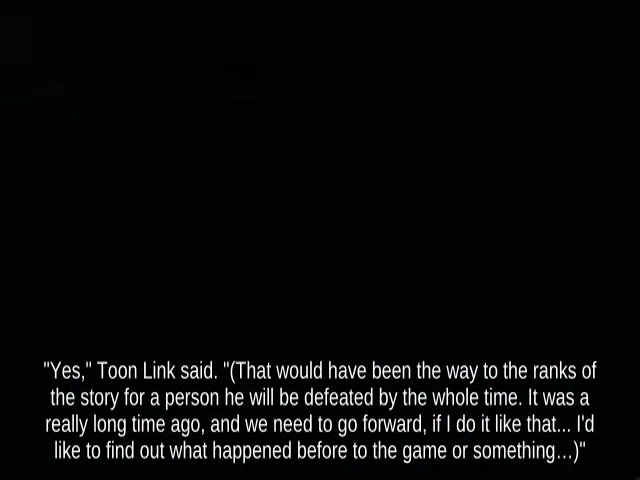 "Yes," Toon Link said. "(That would have been the way to the ranks of
the story for a person he will be defeated by the whole time. It was a
really long time ago, and we need to go forward, if I do it like that... I'd
like to find out what happened before to the game or something...)"